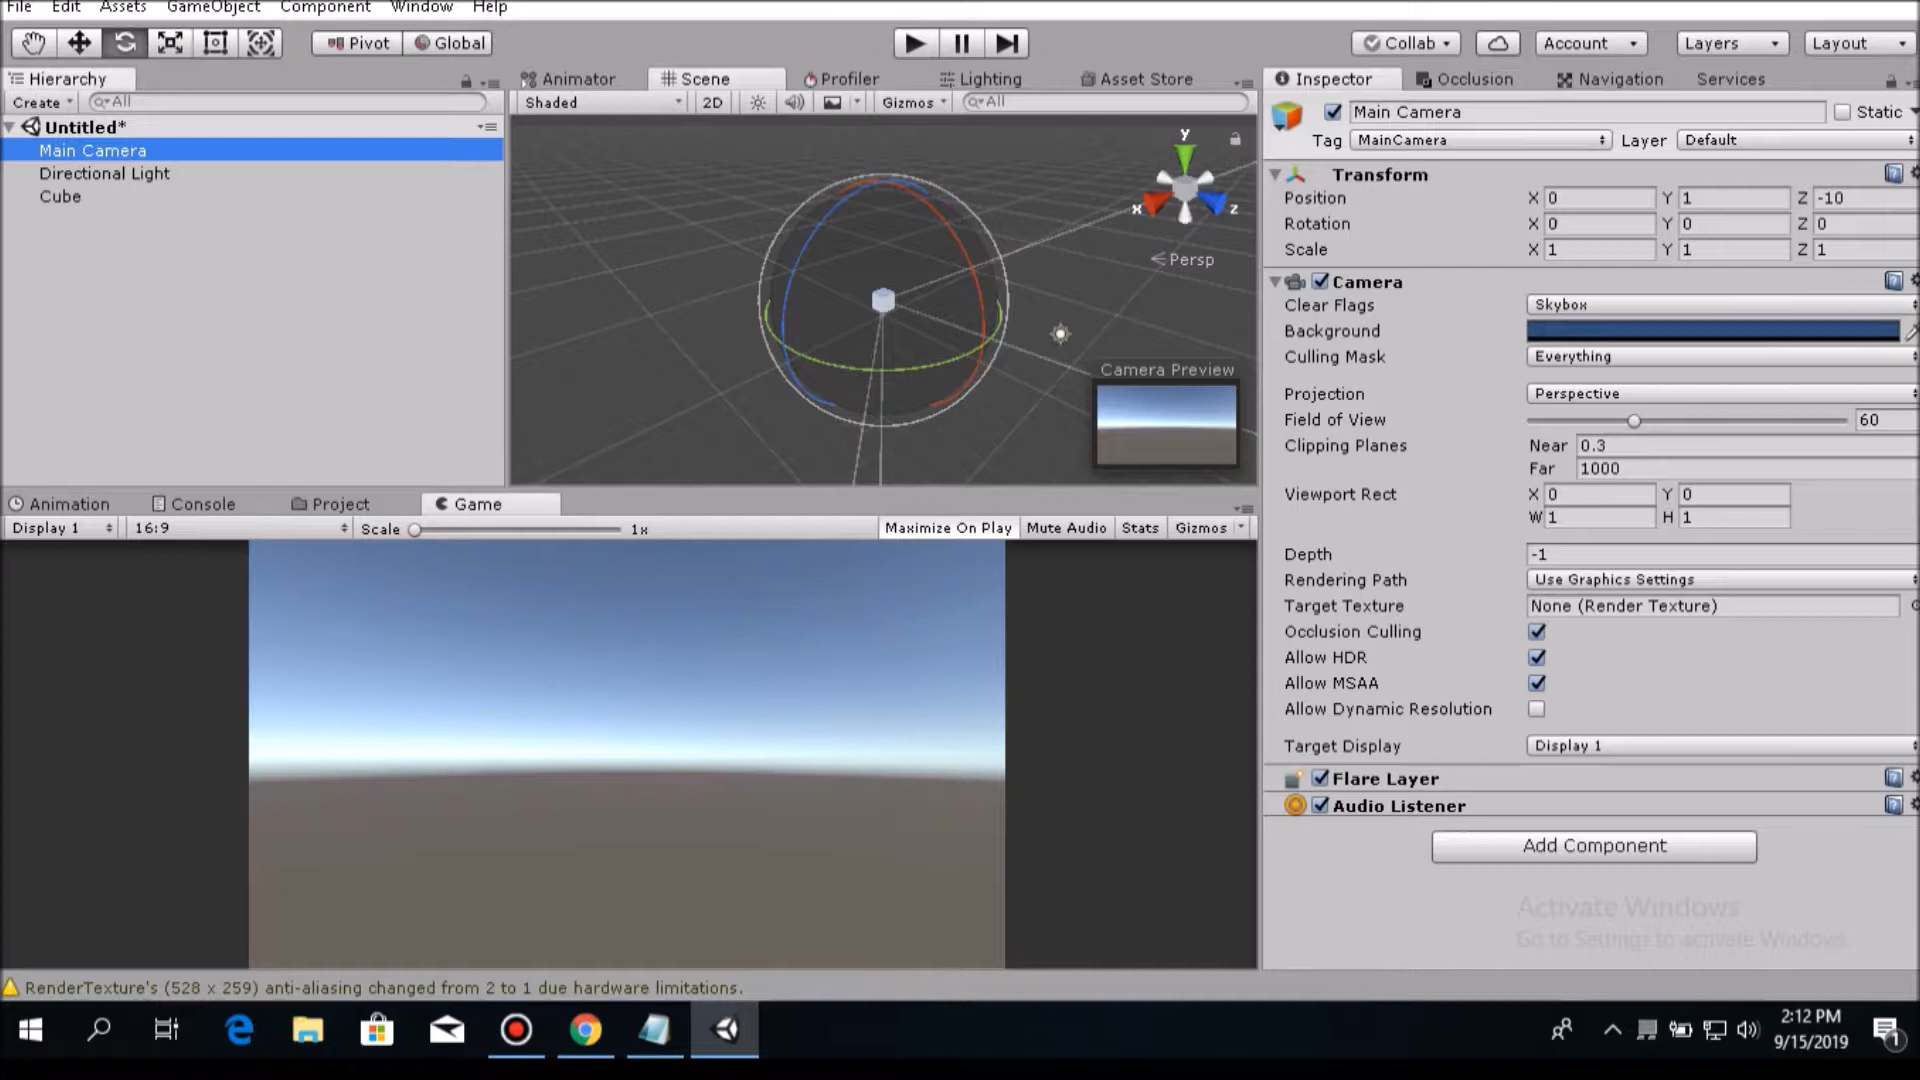 File Edit Assets GameObject Component Window Help
Pivot Global Collab Account Layers Layout
Hierarchy
Create All
Untitled*
Main Camera
Directional Light
Cube
Animator Scene Profiler Lighting Asset Store
Shaded 2D Gizmos All
y
x z
Persp
Camera Preview
Inspector Occlusion Navigation Services
Main Camera Static
Tag MainCamera Layer Default
Transform
Position X 0 Y 1 Z -10
Rotation X 0 Y 0 Z 0
Scale X 1 Y 1 Z 1
Camera
Clear Flags Skybox
Background
Culling Mask Everything
Projection Perspective
Field of View 60
Clipping Planes Near 0.3
Far 1000
Viewport Rect X 0 Y 0
W 1 H 1
Depth -1
Rendering Path Use Graphics Settings
Target Texture None (Render Texture)
Occlusion Culling
Allow HDR
Allow MSAA
Allow Dynamic Resolution
Target Display Display 1
Flare Layer
Audio Listener
Add Component
Activate Windows
Go to Settings to activate Windows.
Animation Console Project Game
Display 1 16:9 Scale 1x Maximize On Play Mute Audio Stats Gizmos
RenderTexture's (528 x 259) anti-aliasing changed from 2 to 1 due hardware limitations.
2:12 PM
9/15/2019
1